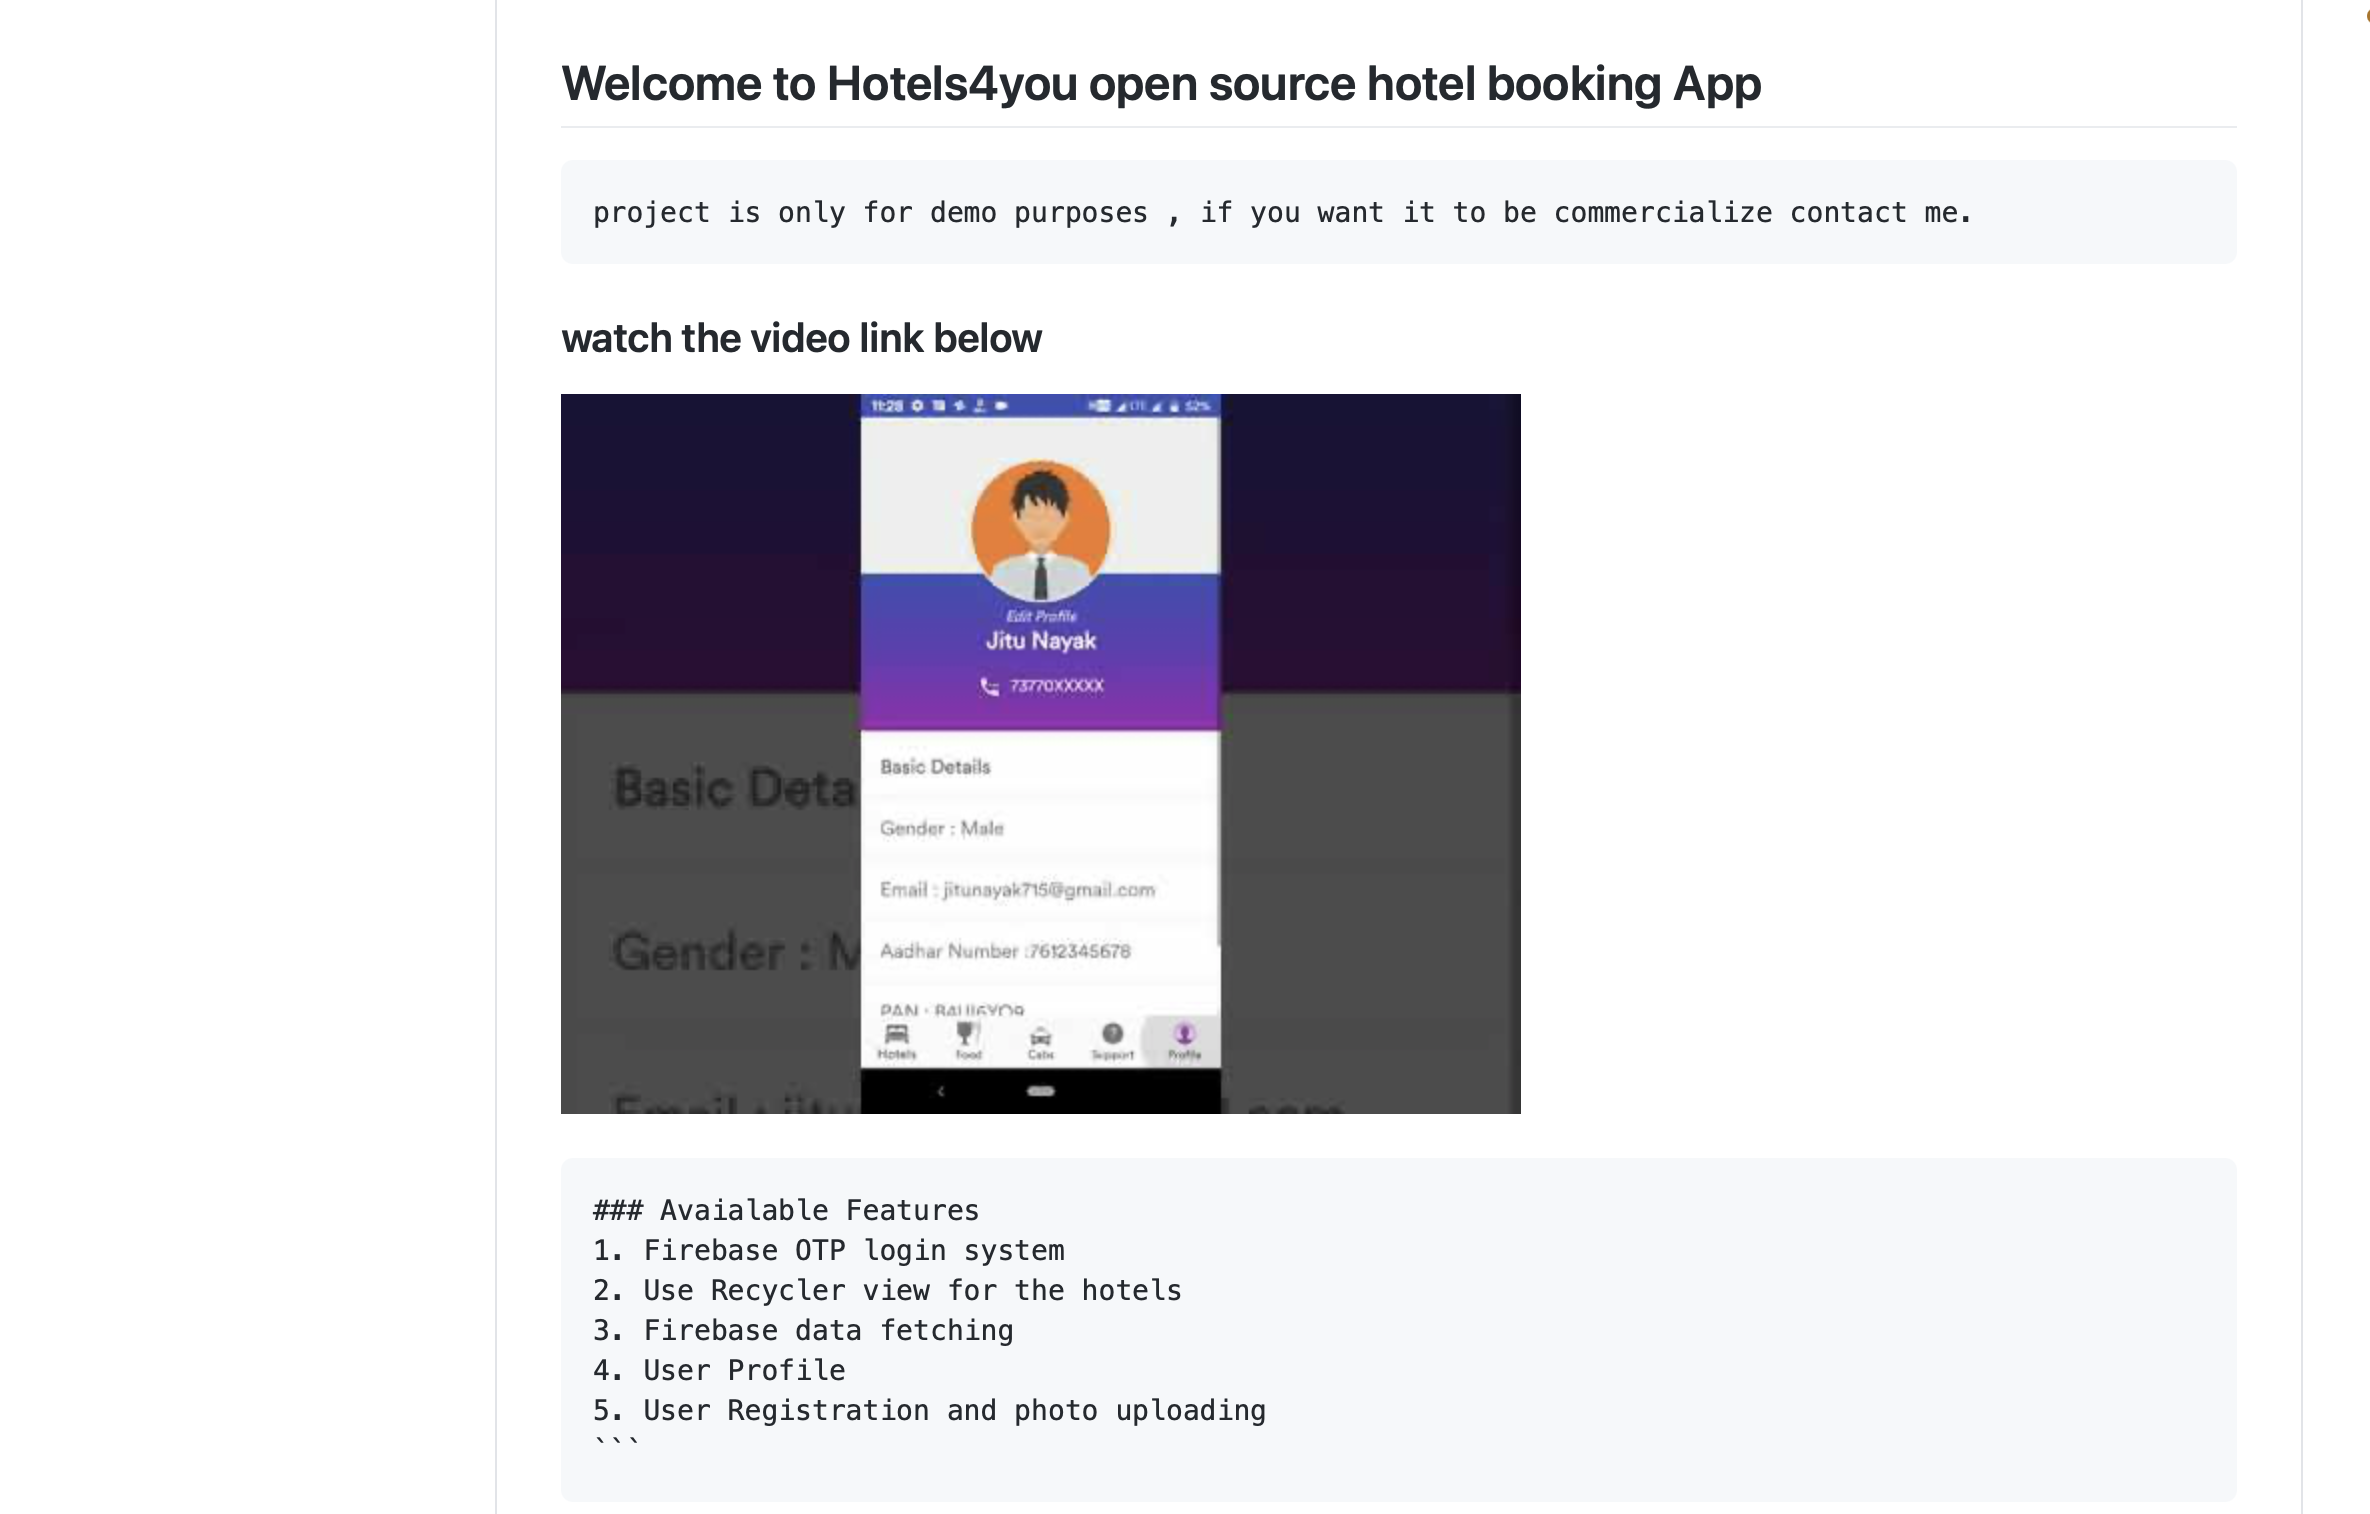 Welcome to Hotels4you open source hotel booking App
project is only for demo purposes , if you want it to be commercialize contact me.
watch the video link below
11:28
52%
Edit Profile
Jitu Nayak
73770XXXXX
Basic Details
Gender : Male
Email : jitunayak715@gmail.com
Aadhar Number :7612345678
PAN :
Hotels Food Cabs Support Profile
Basic Deta
Gender : M
### Avaialable Features
1. Firebase OTP login system
2. Use Recycler view for the hotels
3. Firebase data fetching
4. User Profile
5. User Registration and photo uploading
```